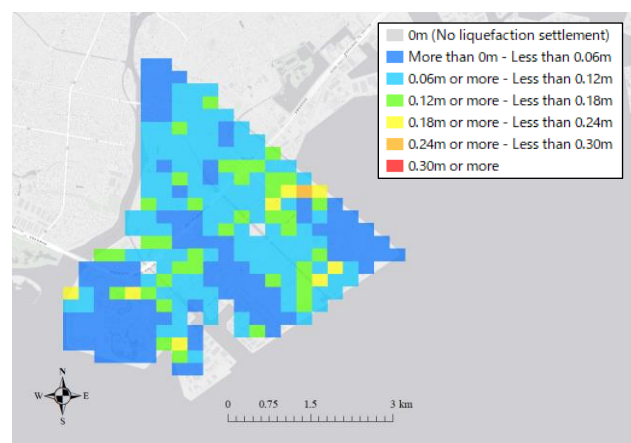 0m (No liquefaction settlement)
More than 0m - Less than 0.06m
0.06m or more - Less than 0.12m
0.12m or more - Less than 0.18m
0.18m or more - Less than 0.24m
0.24m or more - Less than 0.30m
0.30m or more
N
W E
S
0 0.75 1.5 3 km